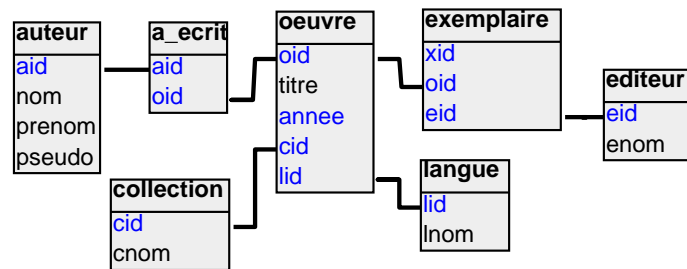 auteur
aid
nom
prenom
pseudo
a_ecrit
aid
oid
oeuvre
oid
titre
annee
cid
lid
exemplaire
xid
oid
eid
editeur
eid
enom
collection
cid
cnom
langue
lid
lnom